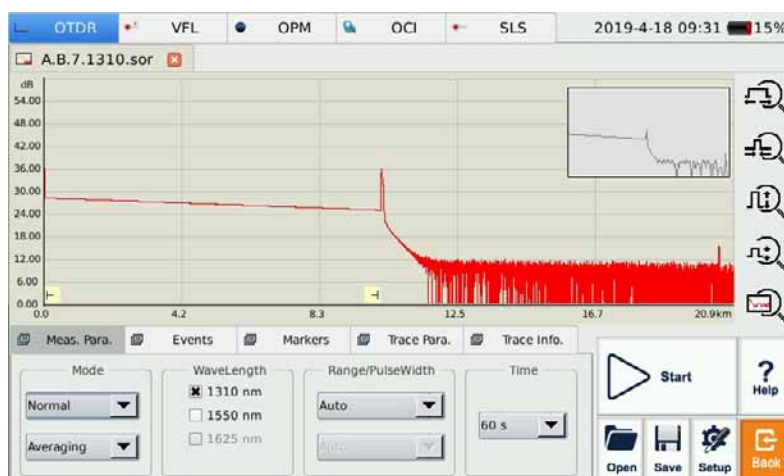 OTDR VFL OPM OCI SLS 2019-4-18 09:31 15%
A.B.7.1310.sor
dB
54.00
48.00
42.00
36.00
30.00
24.00
18.00
12.00
6.00
0.00
0.0 4.2 8.3 12.5 16.7 20.9km
Meas. Para. Events Markers Trace Para. Trace Info.
Mode WaveLength Range/PulseWidth Time
1310 nm
Normal Auto
1550 nm
60 s
1625 nm
Averaging Auto
Start
?
Help
Open Save Setup Back